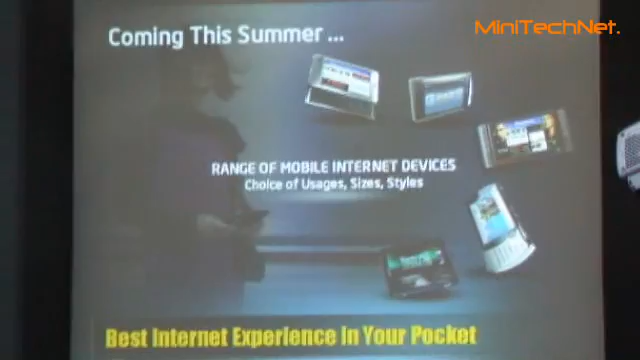 Coming This Summer ...
MiniTechNet.
RANGE OF MOBILE INTERNET DEVICES
Choice of Usages, Sizes, Styles
Best Internet Experience In Your Pocket